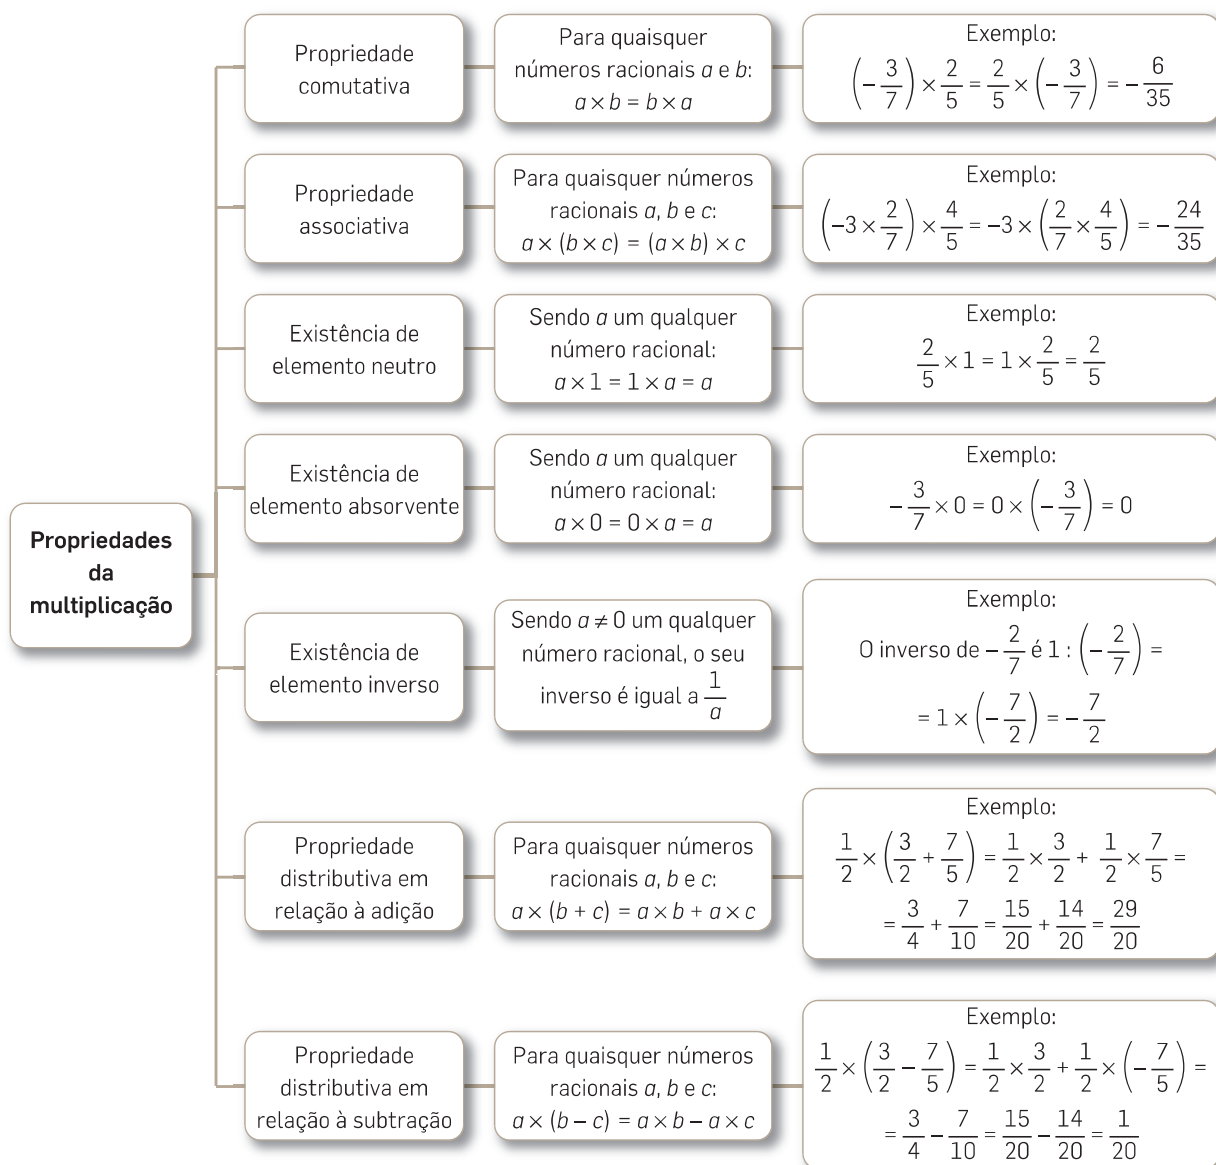 Propriedades
da
multiplicação
Propriedade
comutativa
Para quaisquer
números racionais a e b:
a × b = b × a
Exemplo:
(−3/7) × 2/5 = 2/5 × (−3/7) = −6/35
Propriedade
associativa
Para quaisquer números
racionais a, b e c:
a × (b × c) = (a × b) × c
Exemplo:
(−3 × 2/7) × 4/5 = −3 × (2/7 × 4/5) = −24/35
Existência de
elemento neutro
Sendo a um qualquer
número racional:
a × 1 = 1 × a = a
Exemplo:
2/5 × 1 = 1 × 2/5 = 2/5
Existência de
elemento absorvente
Sendo a um qualquer
número racional:
a × 0 = 0 × a = a
Exemplo:
−3/7 × 0 = 0 × (−3/7) = 0
Existência de
elemento inverso
Sendo a ≠ 0 um qualquer
número racional, o seu
inverso é igual a 1/a
Exemplo:
O inverso de −2/7 é 1 : (−2/7) =
= 1 × (−7/2) = −7/2
Propriedade
distributiva em
relação à adição
Para quaisquer números
racionais a, b e c:
a × (b + c) = a × b + a × c
Exemplo:
1/2 × (3/2 + 7/5) = 1/2 × 3/2 + 1/2 × 7/5 =
= 3/4 + 7/10 = 15/20 + 14/20 = 29/20
Propriedade
distributiva em
relação à subtração
Para quaisquer números
racionais a, b e c:
a × (b − c) = a × b − a × c
Exemplo:
1/2 × (3/2 − 7/5) = 1/2 × 3/2 + 1/2 × (−7/5) =
= 3/4 − 7/10 = 15/20 − 14/20 = 1/20